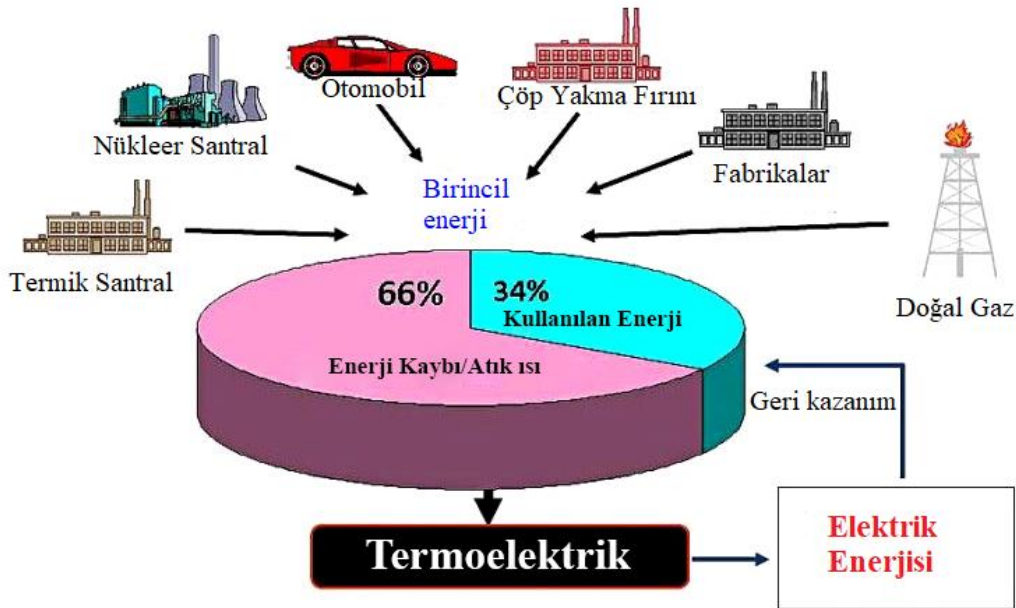 Otomobil
Çöp Yakma Fırını
Nükleer Santral
Fabrikalar
Birincil
enerji
Termik Santral
Doğal Gaz
66%
34%
Kullanılan Enerji
Enerji Kaybı/Atık ısı
Geri kazanım
Termoelektrik
Elektrik
Enerjisi